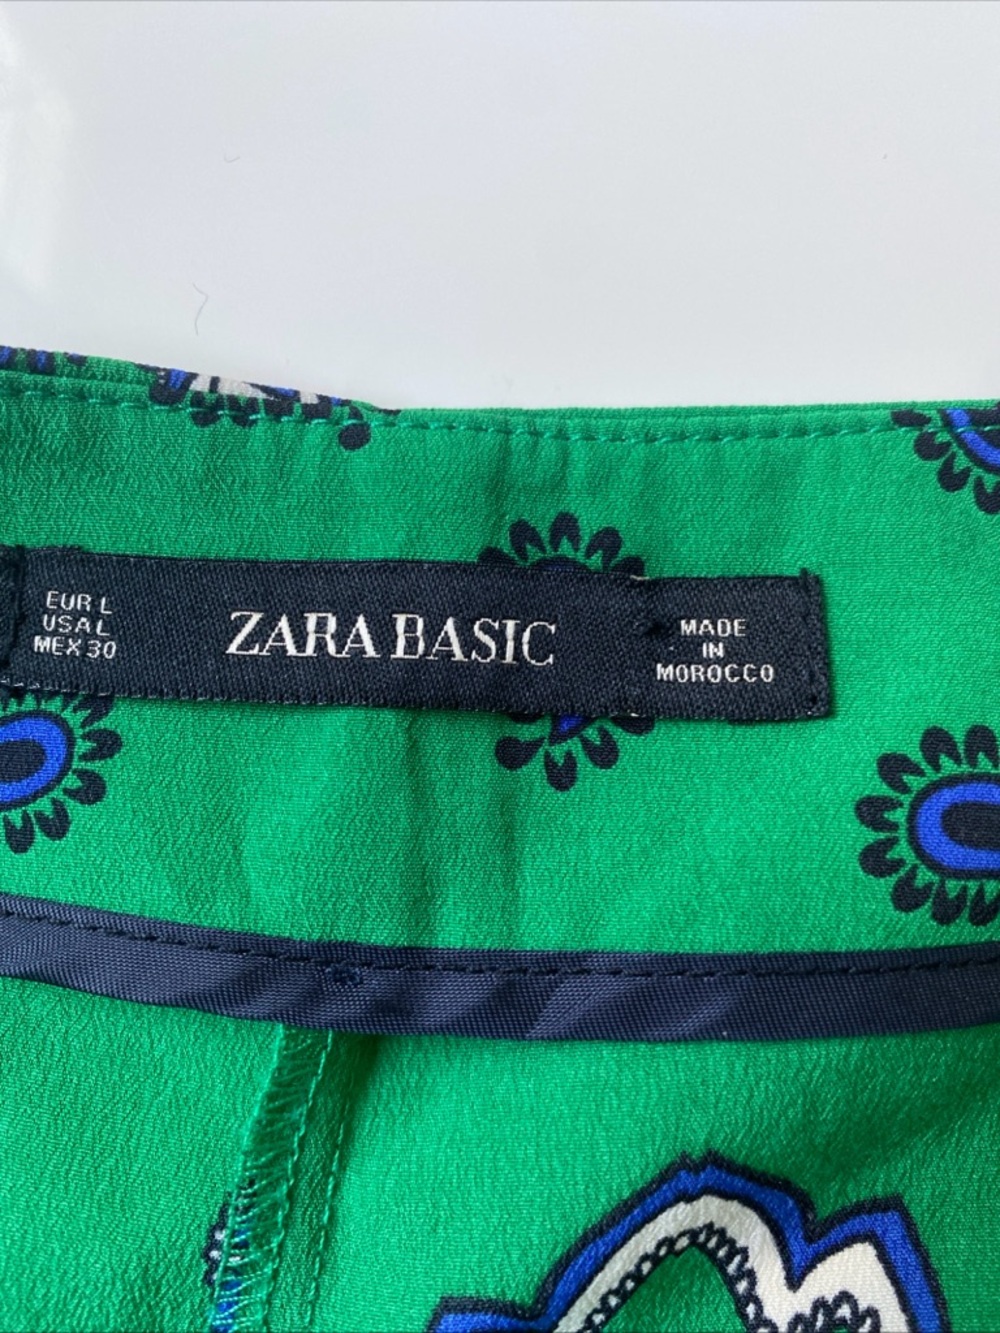 EUR L
USA L
MEX 30
ZARA BASIC
MADE
IN
MOROCCO